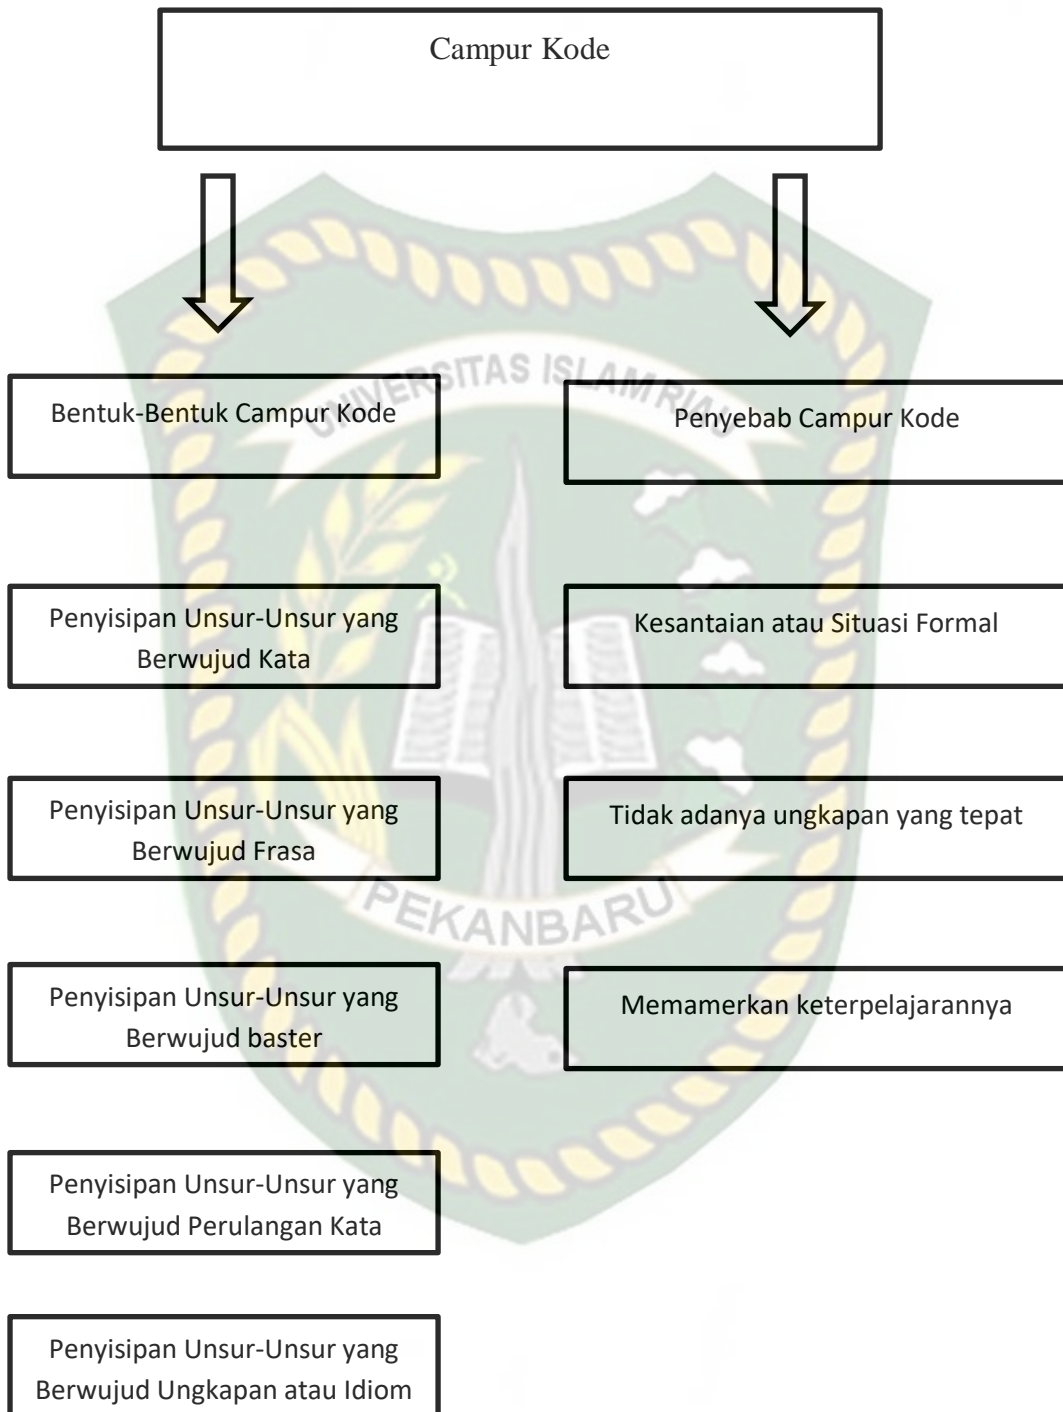 Campur Kode
UNIVERSITAS ISLAM RIAU
Bentuk-Bentuk Campur Kode
Penyebab Campur Kode
Penyisipan Unsur-Unsur yang
Berwujud Kata
Kesantaian atau Situasi Formal
Penyisipan Unsur-Unsur yang
Berwujud Frasa
Tidak adanya ungkapan yang tepat
PEKANBARU
Penyisipan Unsur-Unsur yang
Berwujud baster
Memamerkan keterpelajarannya
Penyisipan Unsur-Unsur yang
Berwujud Perulangan Kata
Penyisipan Unsur-Unsur yang
Berwujud Ungkapan atau Idiom